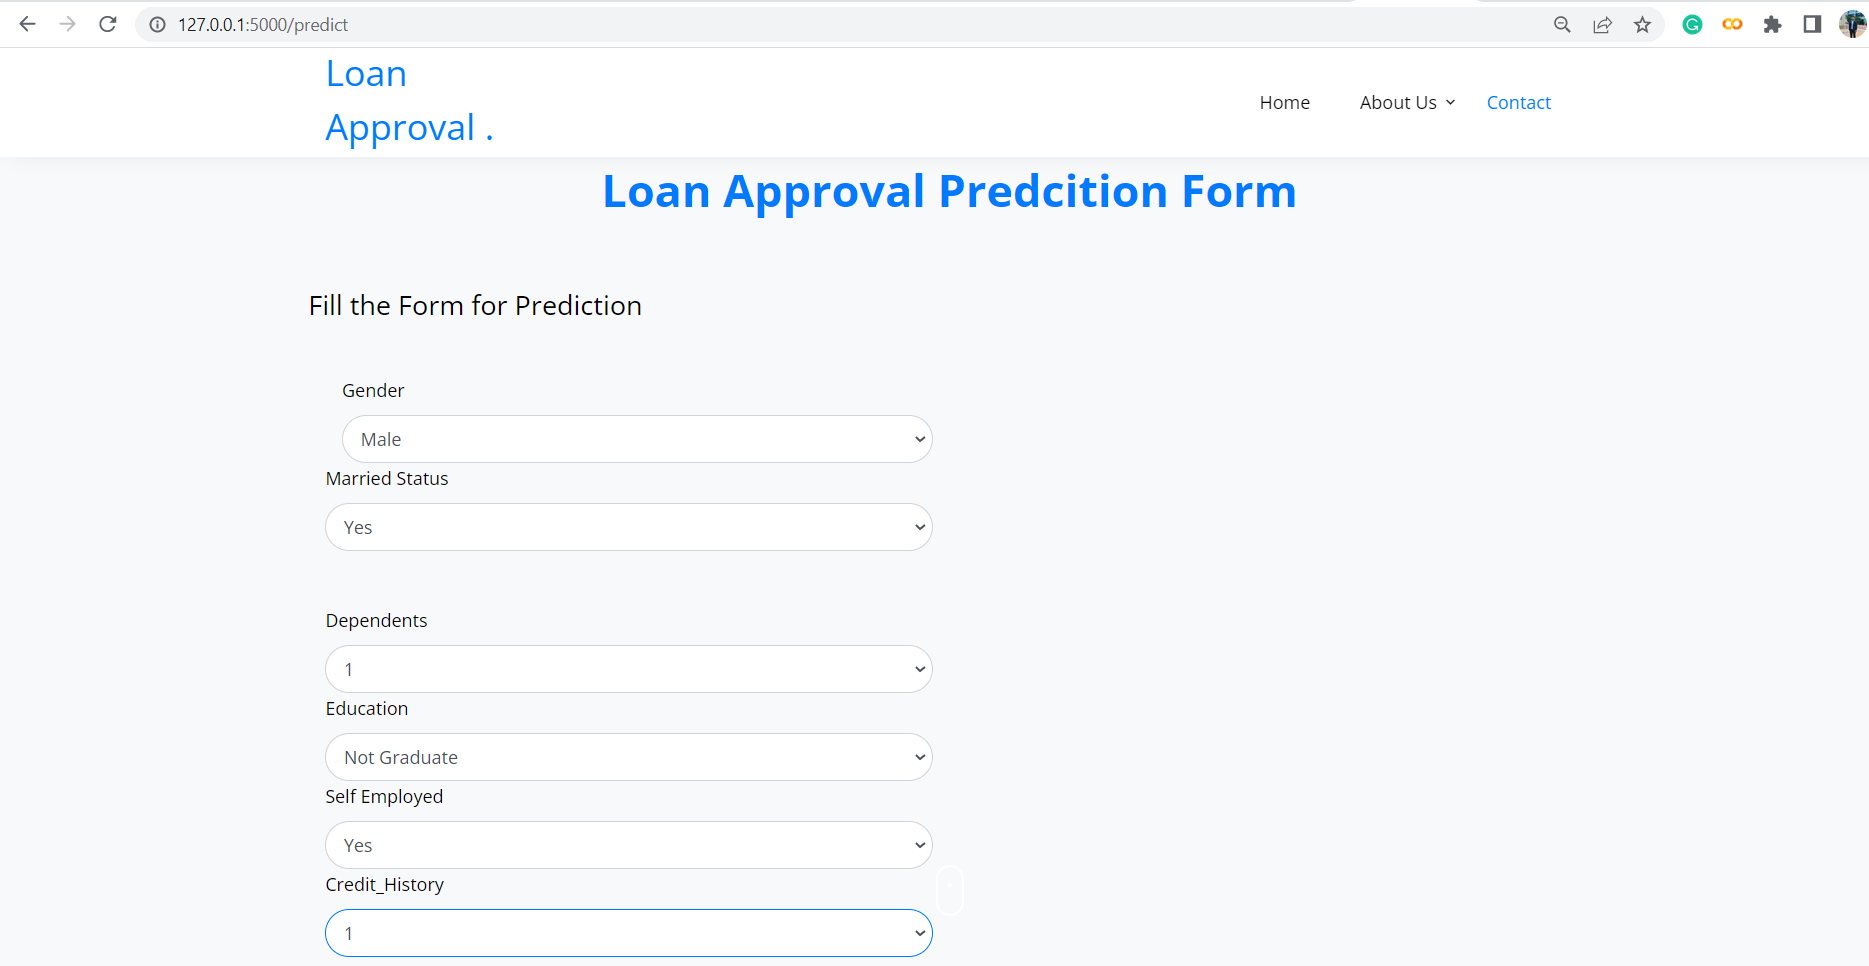 127.0.0.1:5000/predict
Loan
Approval .
Home About Us Contact
Loan Approval Predcition Form
Fill the Form for Prediction
Gender
Male
Married Status
Yes
Dependents
1
Education
Not Graduate
Self Employed
Yes
Credit_History
1